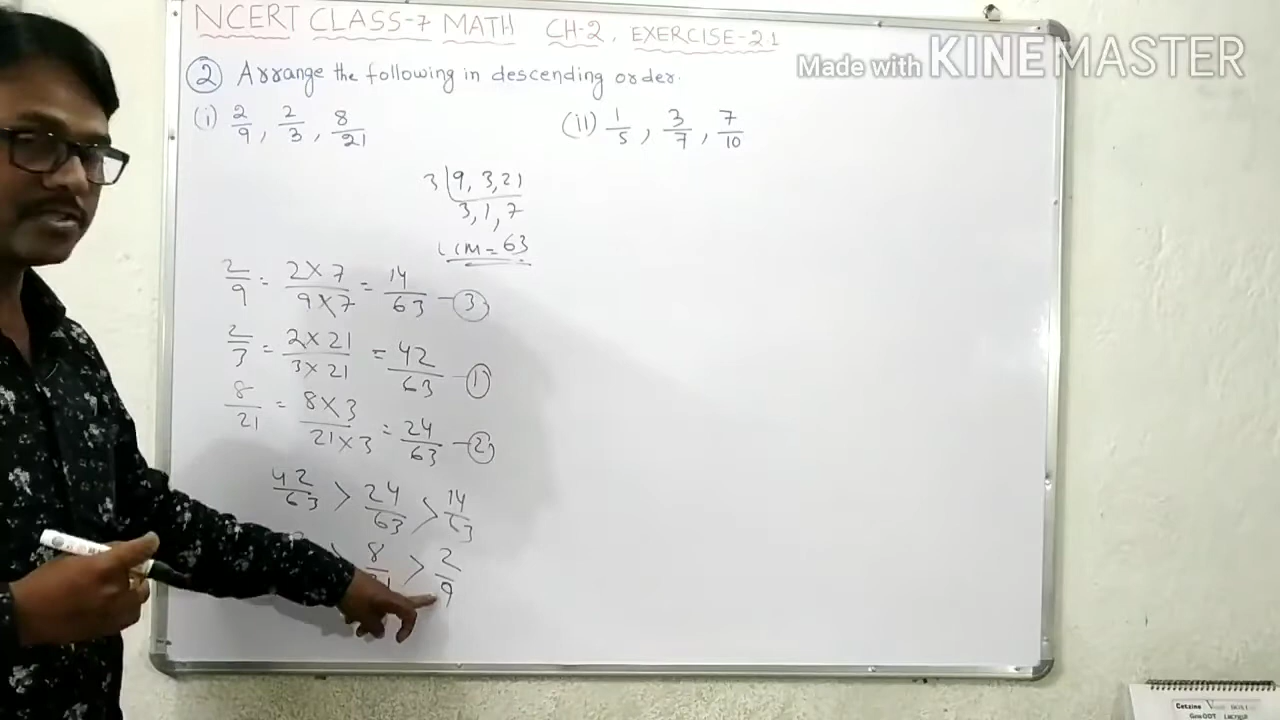 NCERT CLASS-7 MATH CH-2, EXERCISE-2.1
Made with KINEMASTER
② Arrange the following in descending order.
(i) 2/9, 2/3, 8/21
(ii) 1/5, 3/7, 7/10
3 | 9, 3, 21
3, 1, 7
LCM = 63
2/9 = 2×7/9×7 = 14/63 — ③
2/3 = 2×21/3×21 = 42/63 — ①
8/21 = 8×3/21×3 = 24/63 — ②
42/63 > 24/63 > 14/63
> 8/21 > 2/9